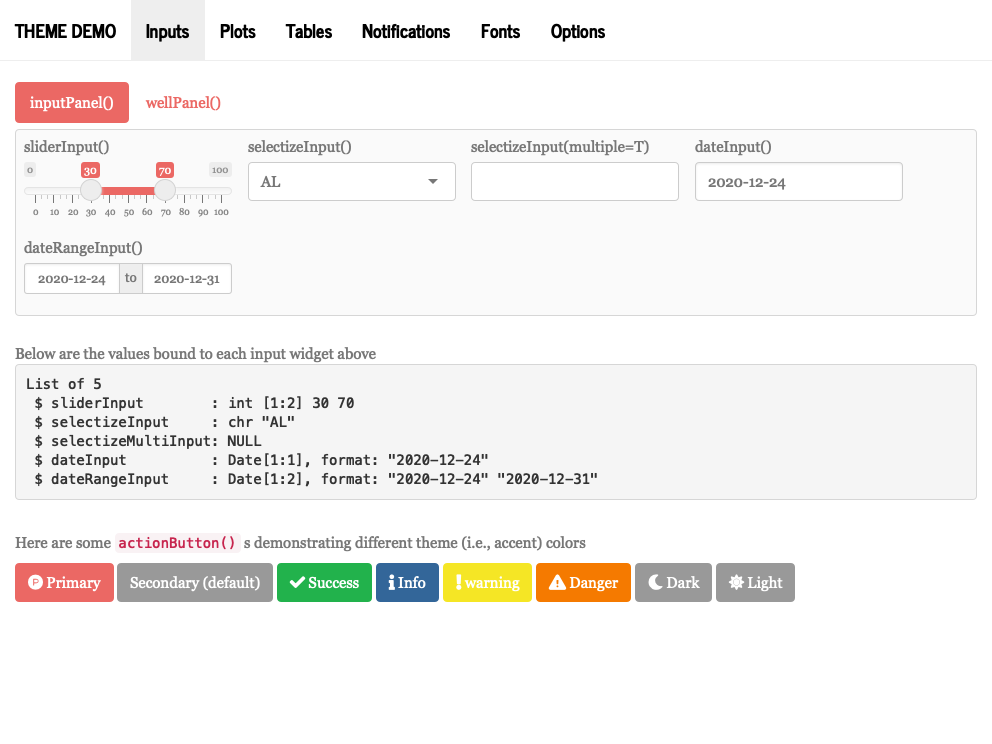 THEME DEMO Inputs Plots Tables Notifications Fonts Options
inputPanel() wellPanel()
sliderInput() selectizeInput() selectizeInput(multiple=T) dateInput()
0 30 70 100
AL 2020-12-24
0 10 20 30 40 50 60 70 80 90 100
dateRangeInput()
2020-12-24 to 2020-12-31
Below are the values bound to each input widget above
List of 5
 $ sliderInput        : int [1:2] 30 70
 $ selectizeInput     : chr "AL"
 $ selectizeMultiInput: NULL
 $ dateInput          : Date[1:1], format: "2020-12-24"
 $ dateRangeInput     : Date[1:2], format: "2020-12-24" "2020-12-31"
Here are some actionButton() s demonstrating different theme (i.e., accent) colors
Primary Secondary (default) Success Info warning Danger Dark Light